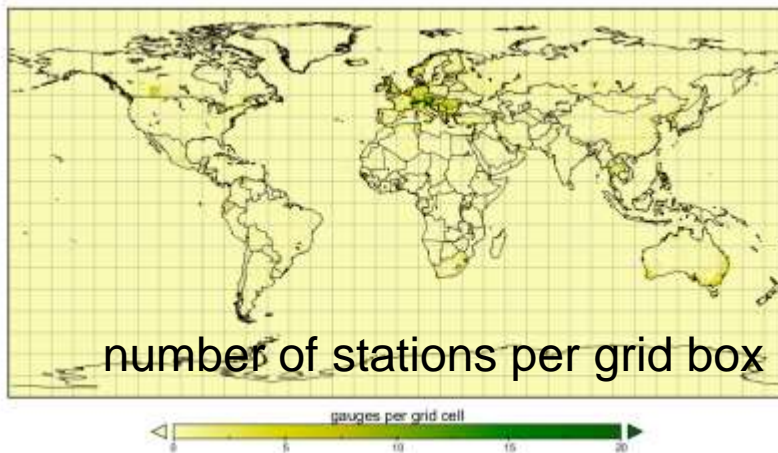 number of stations per grid box
gauges per grid cell
0 5 10 15 20